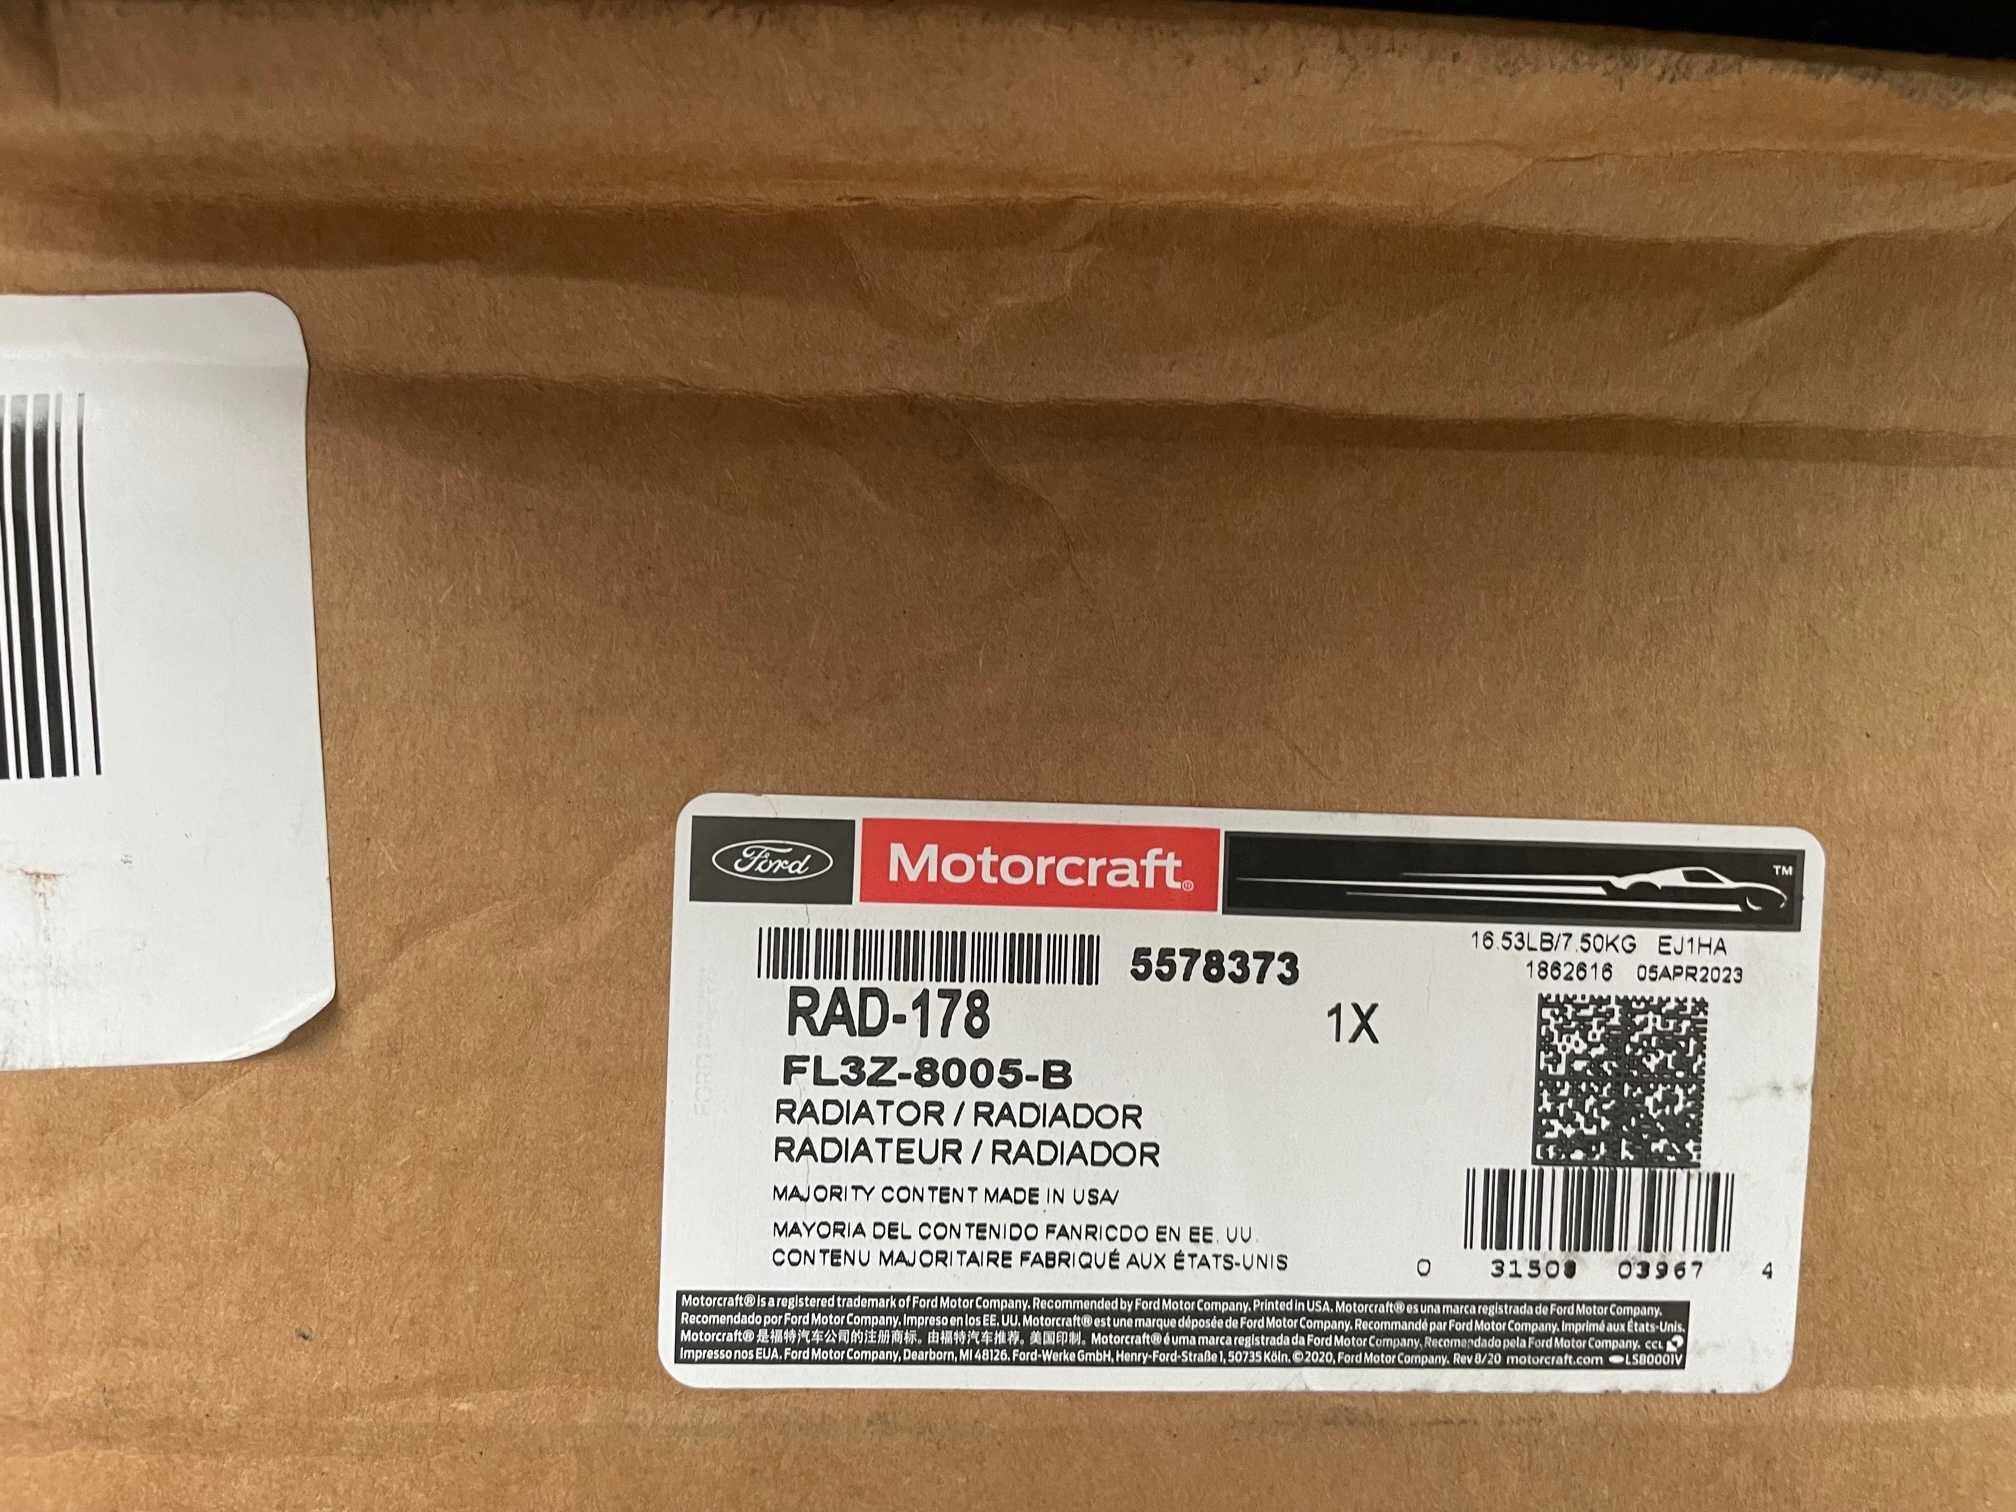 Ford
Motorcraft®
TM
5578373
16.53LB/7.50KG EJ1HA
1862616 05APR2023
RAD-178
1X
FL3Z-8005-B
RADIATOR / RADIADOR
RADIATEUR / RADIADOR
MAJORITY CONTENT MADE IN USA/
MAYORIA DEL CONTENIDO FANRICDO EN EE. UU.
CONTENU MAJORITAIRE FABRIQUÉ AUX ÉTATS-UNIS
0 31508 03967 4
Motorcraft® is a registered trademark of Ford Motor Company. Recommended by Ford Motor Company. Printed in USA. Motorcraft® es una marca registrada de Ford Motor Company.
Recomendado por Ford Motor Company. Impreso en los EE. UU. Motorcraft® est une marque déposée de Ford Motor Company. Recommandé par Ford Motor Company. Imprimé aux États-Unis.
Motorcraft® 是福特汽车公司的注册商标。由福特汽车推荐。美国印制。Motorcraft® é uma marca registrada da Ford Motor Company. Recomendado pela Ford Motor Company. CCL
Impresso nos EUA. Ford Motor Company, Dearborn, MI 48126. Ford-Werke GmbH, Henry-Ford-Straße 1, 50735 Köln. ©2020, Ford Motor Company. Rev 8/20 motorcraft.com LSB0001V